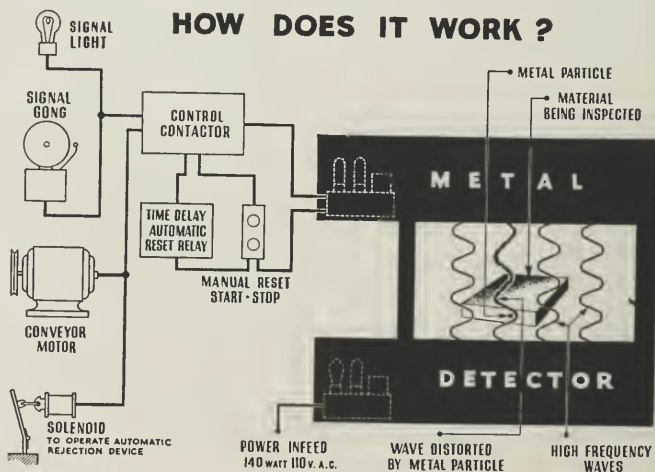 HOW DOES IT WORK ?
SIGNAL
LIGHT
SIGNAL
GONG
CONTROL
CONTACTOR
TIME DELAY
AUTOMATIC
RESET RELAY
MANUAL RESET
START - STOP
CONVEYOR
MOTOR
SOLENOID
TO OPERATE AUTOMATIC
REJECTION DEVICE
METAL PARTICLE
MATERIAL
BEING INSPECTED
METAL
DETECTOR
POWER INFEED
140 WATT 110 V. A.C.
WAVE DISTORTED
BY METAL PARTICLE
HIGH FREQUENCY
WAVES